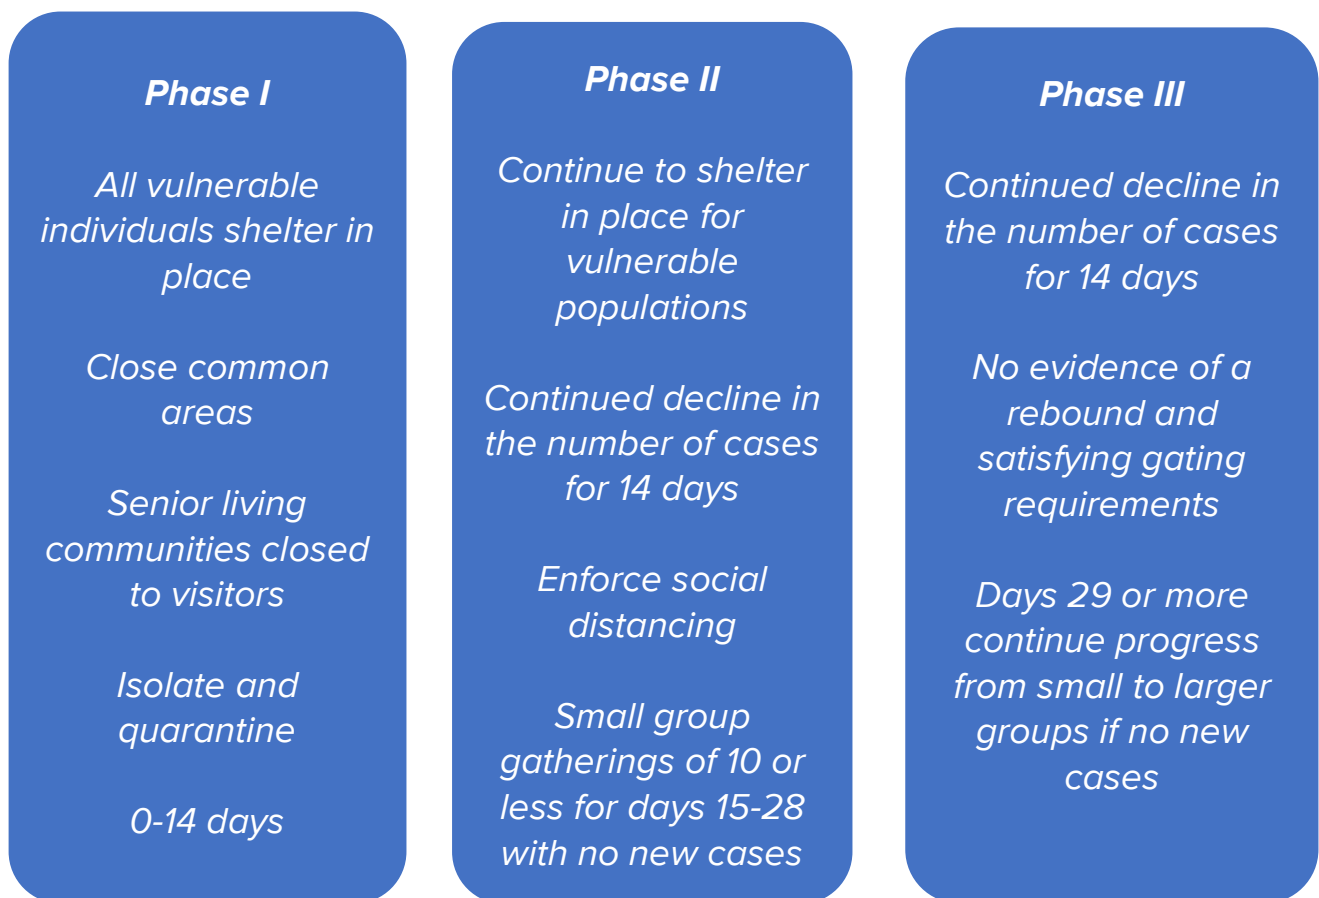 Phase I
All vulnerable
individuals shelter in
place
Close common
areas
Senior living
communities closed
to visitors
Isolate and
quarantine
0-14 days
Phase II
Continue to shelter
in place for
vulnerable
populations
Continued decline in
the number of cases
for 14 days
Enforce social
distancing
Small group
gatherings of 10 or
less for days 15-28
with no new cases
Phase III
Continued decline in
the number of cases
for 14 days
No evidence of a
rebound and
satisfying gating
requirements
Days 29 or more
continue progress
from small to larger
groups if no new
cases